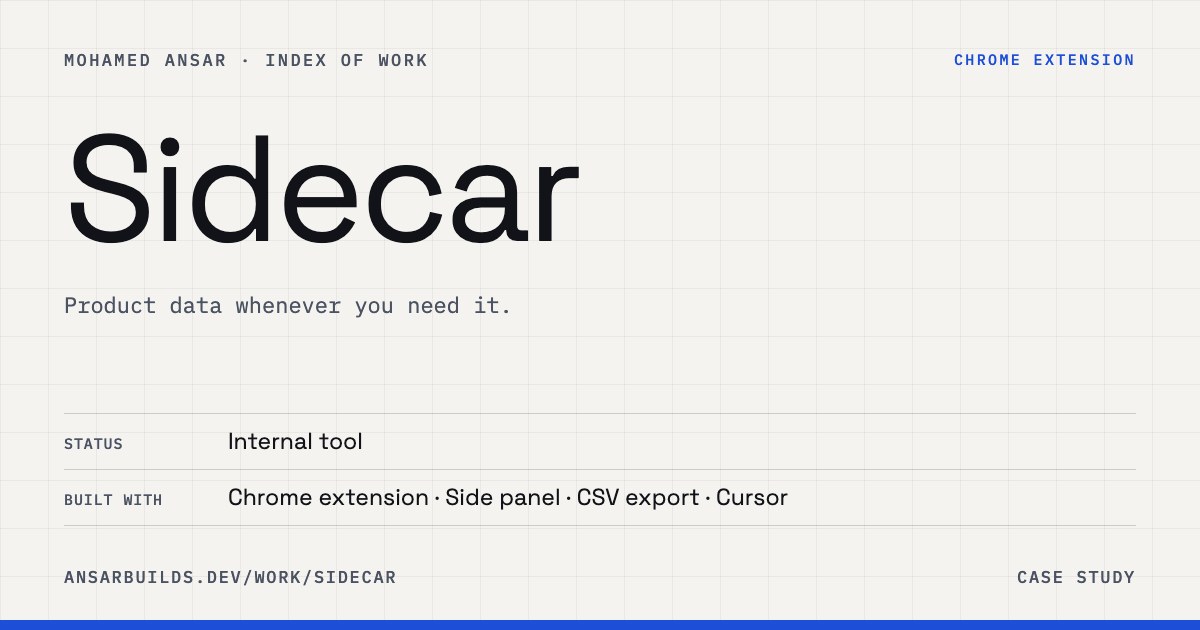 MOHAMED ANSAR · INDEX OF WORK
CHROME EXTENSION
Sidecar
Product data whenever you need it.
STATUS Internal tool
BUILT WITH Chrome extension · Side panel · CSV export · Cursor
ANSARBUILDS.DEV/WORK/SIDECAR
CASE STUDY